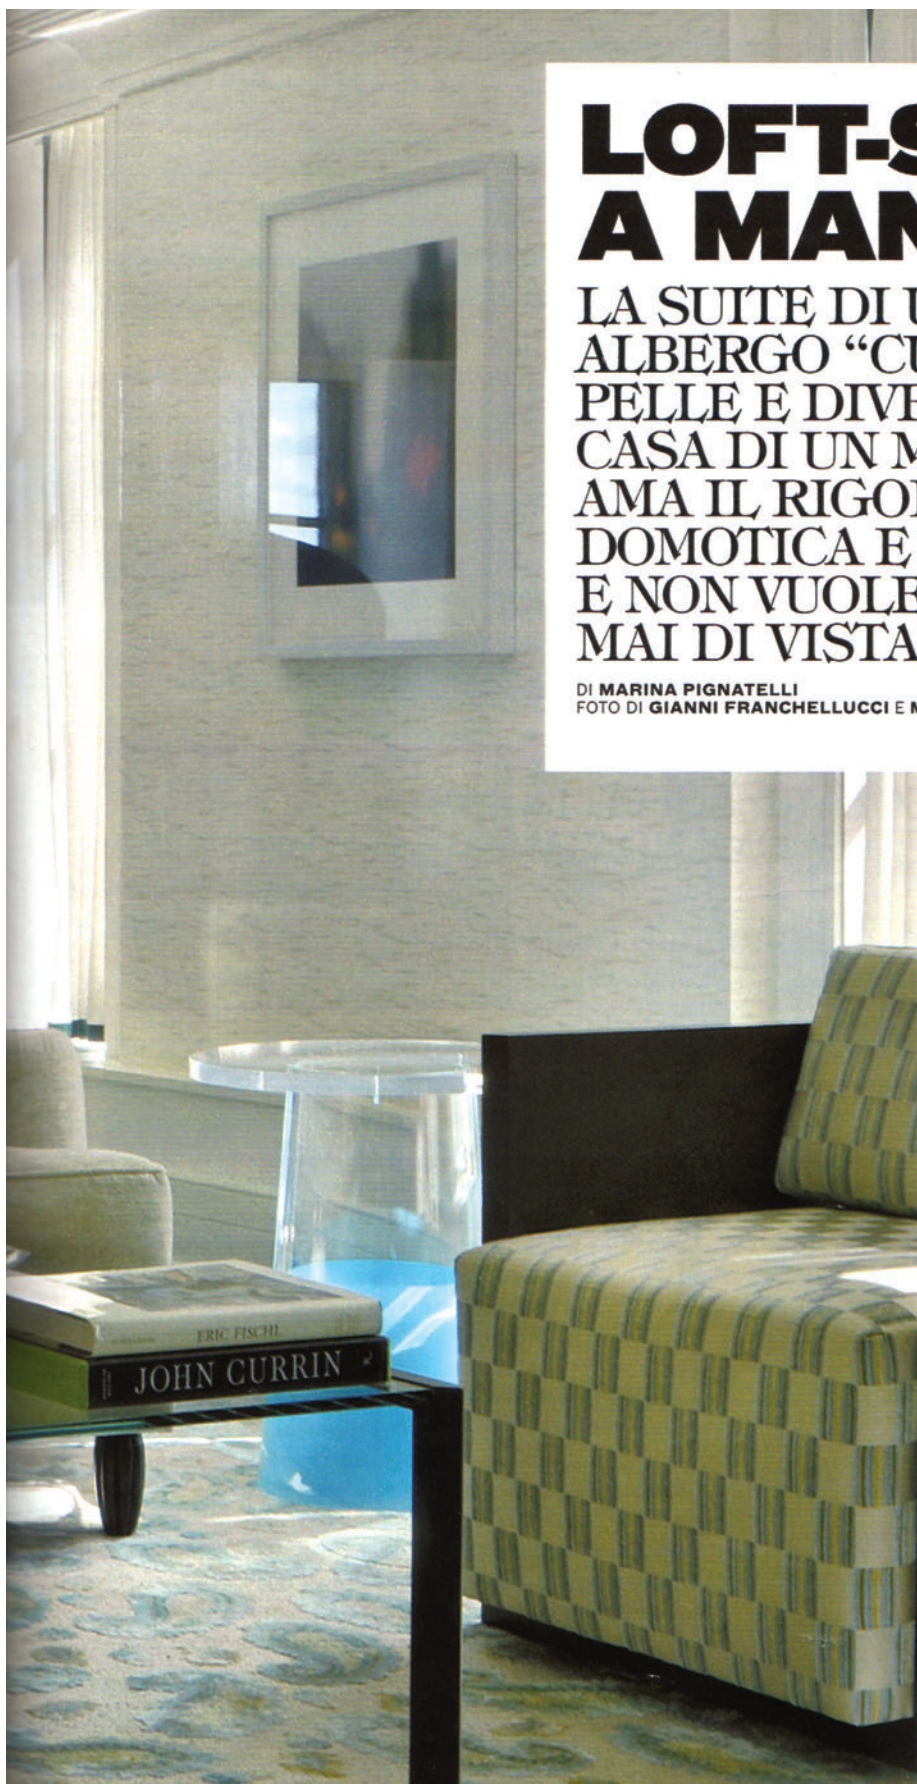 LOFT-S
A MAN
LA SUITE DI U
ALBERGO “CU
PELLE E DIVE
CASA DI UN M
AMA IL RIGOR
DOMOTICA E
E NON VUOLE
MAI DI VISTA
DI MARINA PIGNATELLI
FOTO DI GIANNI FRANCHELLUCCI E M
ERIC FISCHL
JOHN CURRIN